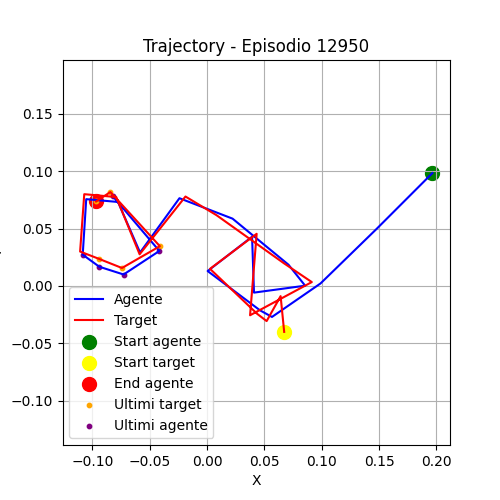 Trajectory - Episodio 12950
0.15
0.10
0.05
0.00
−0.05
−0.10
Agente
Target
Start agente
Start target
End agente
Ultimi target
Ultimi agente
−0.10 −0.05 0.00 0.05 0.10 0.15 0.20
X